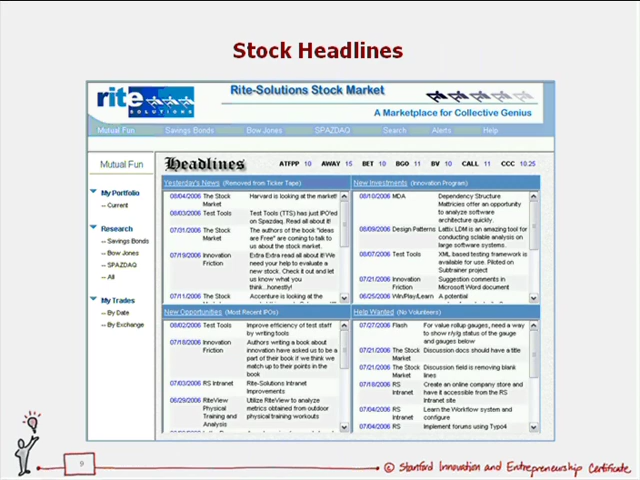 Stock Headlines
rite
SOLUTIONS
Rite-Solutions Stock Market
A Marketplace for Collective Genius
Mutual Fun Savings Bonds Bow Jones SPAZDAQ Search Alerts Help
Mutual Fun
My Portfolio
Current
Research
Savings Bonds
Bow Jones
SPAZDAQ
All
My Trades
By Date
By Exchange
Headlines ATFPP 10 AWAY 15 BET 10 BGO 11 BV 10 CALL 11 CCC 10.25
Yesterday's News (Removed from Ticker Tape)
08/04/2006 The Stock Harvard is looking at the market!
Market
08/03/2006 Test Tools Test Tools (TTS) has just IPO'ed on
Spazdaq. Read all about it!
07/31/2006 The Stock The authors of the book "ideas
Market are Free" are coming to talk to
us about the stock market.
07/19/2006 Innovation Extra Extra read all about it! We
Friction need your help to evaluate a
new stock. Check it out and let
us know what you
think...honestly!
07/11/2006 The Stock Accenture is looking at the
New Investments (Innovation Program)
08/10/2006 MDA Dependency Structure
Matricies offer an opportunity
to analyze software
architecture quickly.
08/09/2006 Design Patterns Lattix LDM is an amazing tool for
conducting sclable analysis on
large software systems.
08/07/2006 Test Tools XML based testing framework is
available for use. Piloted on
Subtrainer project
07/21/2006 Innovation Suggestion comments in
Friction Microsoft Word document
06/25/2006 Win/Play/Learn A potential
New Opportunities (Most Recent IPOs)
08/02/2006 Test Tools Improve efficiency of test staff
by writing tools
07/18/2006 Innovation Authors writing a book about
Friction innovation have asked us to be a
part of their book if we think we
match up to their points in the
book
07/03/2006 RS Intranet Rite-Solutions Intranet
Improvements
06/29/2006 RiteView Utilize RiteView to analyze
Physical metrics obtained from outdoor
Training and physical training workouts
Analysis
Help Wanted (No Volunteers)
07/27/2006 Flash For value rollup gauges, need a way
to show r/y/g status of the gauge
and gauges below
07/21/2006 The Stock Discussion docs should have a title
Market
07/21/2006 The Stock Discussion field is removing blank
Market lines
07/18/2006 RS Create an online company store and
Intranet have it accessible from the RS
Intranet site
07/04/2006 RS Learn the Workflow system and
Intranet configure
07/04/2006 RS Implement forums using Typo4
9
© Stanford Innovation and Entrepreneurship Certificate